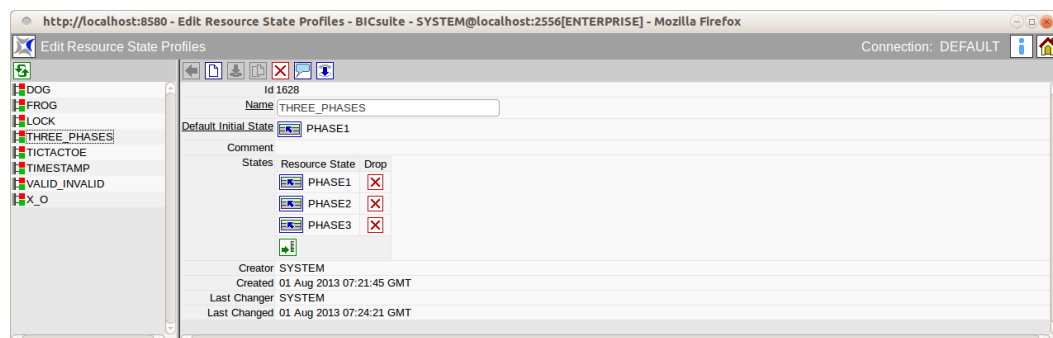 http://localhost:8580 - Edit Resource State Profiles - BICsuite - SYSTEM@localhost:2556[ENTERPRISE] - Mozilla Firefox
Edit Resource State Profiles
Connection: DEFAULT
DOG
FROG
LOCK
THREE_PHASES
TICTACTOE
TIMESTAMP
VALID_INVALID
X_O
Id 1628
Name THREE_PHASES
Default Initial State PHASE1
Comment
States Resource State Drop
PHASE1
PHASE2
PHASE3
Creator SYSTEM
Created 01 Aug 2013 07:21:45 GMT
Last Changer SYSTEM
Last Changed 01 Aug 2013 07:24:21 GMT